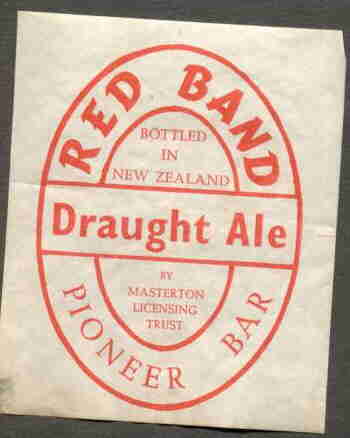 RED BAND
BOTTLED
IN
NEW ZEALAND
Draught Ale
BY
MASTERTON
LICENSING
TRUST
PIONEER BAR